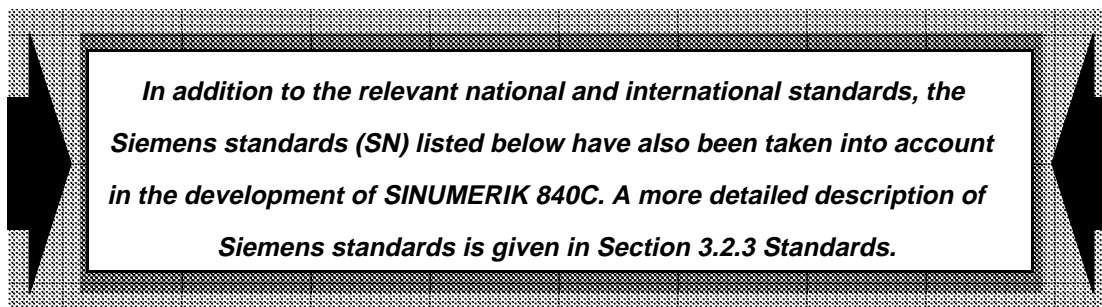 In addition to the relevant national and international standards, the
Siemens standards (SN) listed below have also been taken into account
in the development of SINUMERIK 840C. A more detailed description of
Siemens standards is given in Section 3.2.3 Standards.